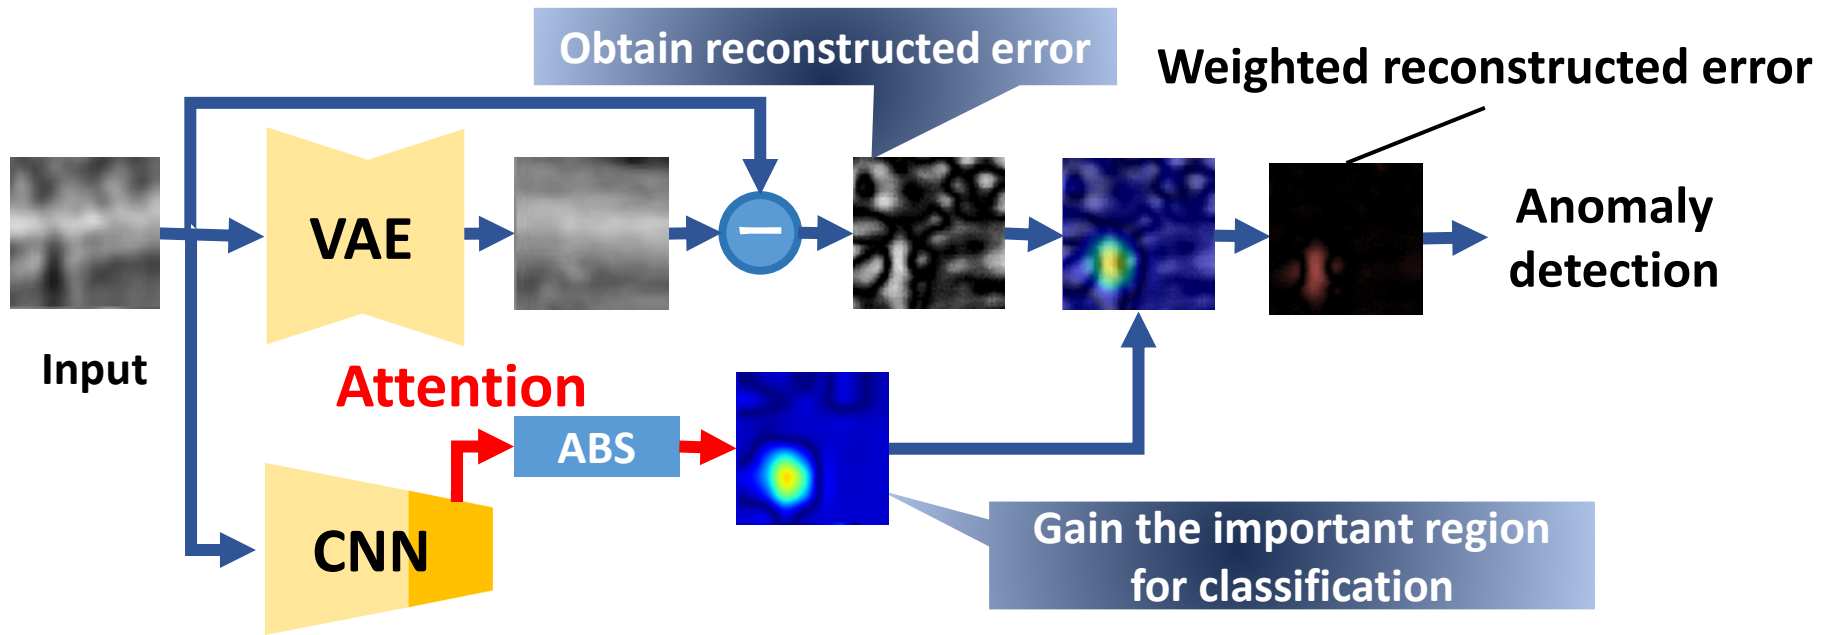 Obtain reconstructed error
Weighted reconstructed error
VAE
Anomaly
detection
Input
Attention
ABS
CNN
Gain the important region
for classification